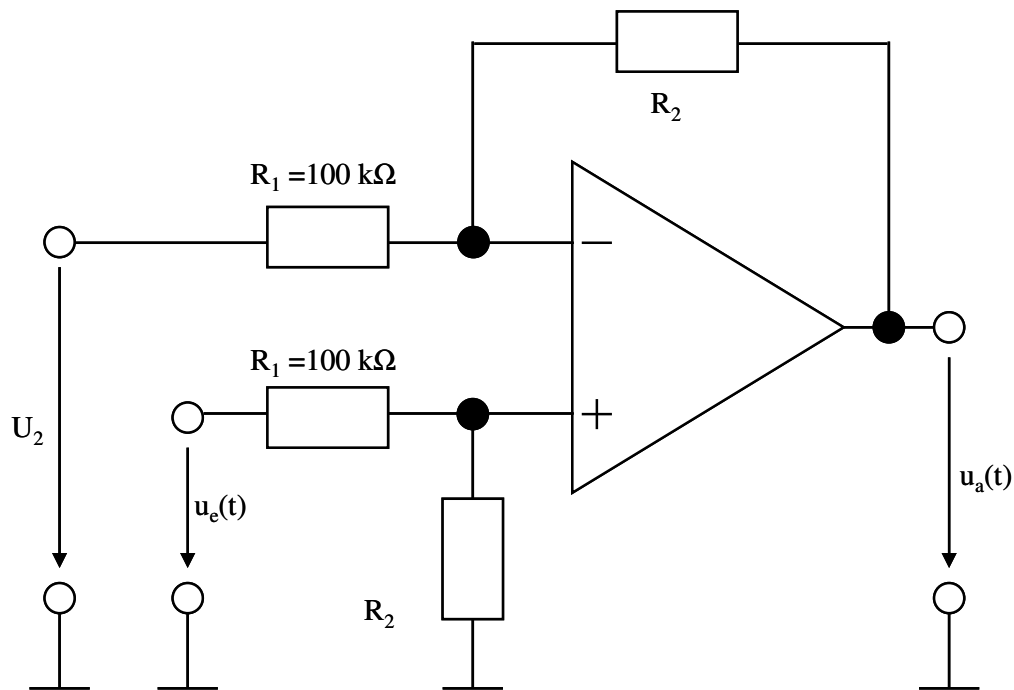 R₂
R₁ =100 kΩ
−
R₁ =100 kΩ
+
U₂
uₑ(t)
uₐ(t)
R₂